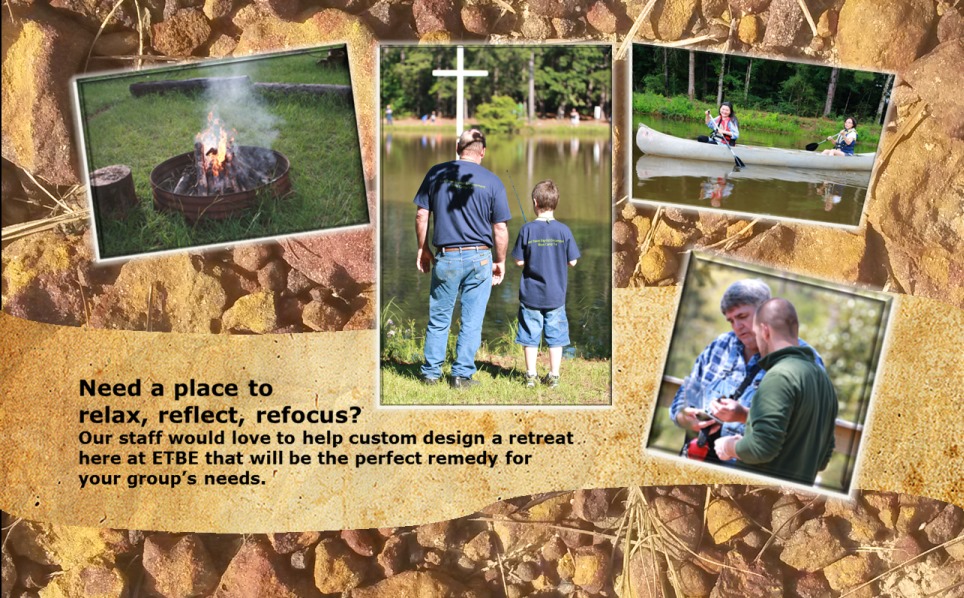 Need a place to
relax, reflect, refocus?
Our staff would love to help custom design a retreat
here at ETBE that will be the perfect remedy for
your group's needs.